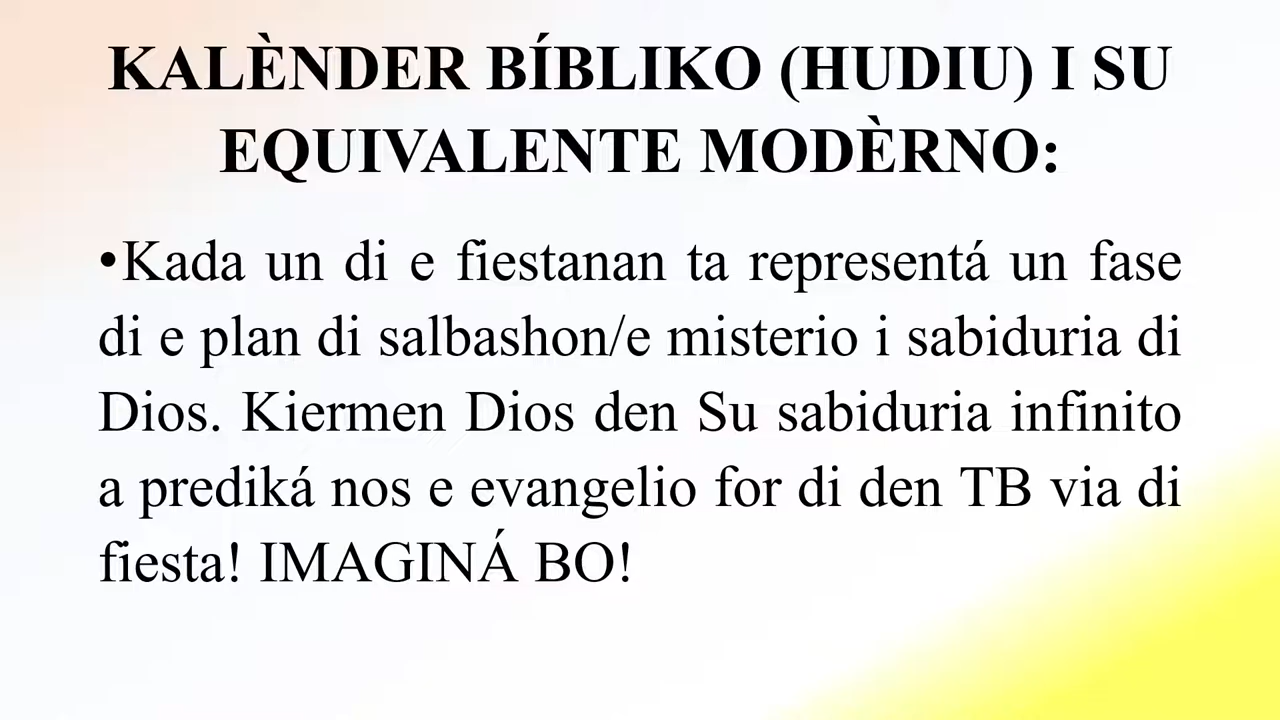 KALÈNDER BÍBLIKO (HUDIU) I SU
EQUIVALENTE MODÈRNO:
•Kada un di e fiestanan ta representá un fase
di e plan di salbashon/e misterio i sabiduria di
Dios. Kiermen Dios den Su sabiduria infinito
a prediká nos e evangelio for di den TB via di
fiesta! IMAGINÁ BO!